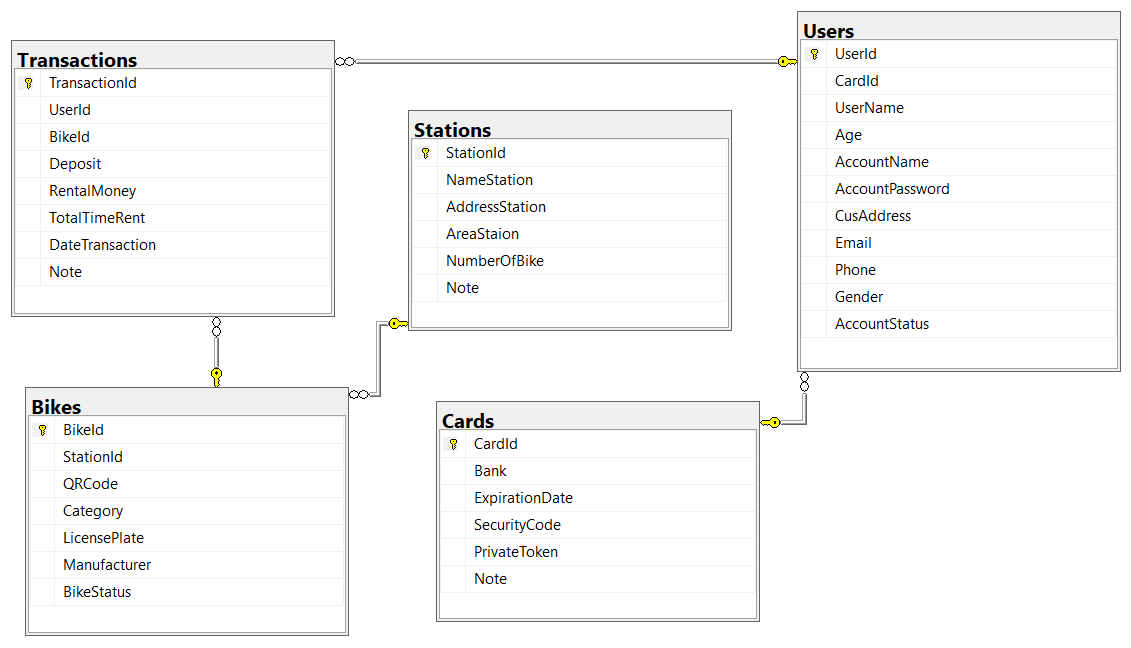 Transactions
TransactionId
UserId
BikeId
Deposit
RentalMoney
TotalTimeRent
DateTransaction
Note
Stations
StationId
NameStation
AddressStation
AreaStaion
NumberOfBike
Note
Users
UserId
CardId
UserName
Age
AccountName
AccountPassword
CusAddress
Email
Phone
Gender
AccountStatus
Bikes
BikeId
StationId
QRCode
Category
LicensePlate
Manufacturer
BikeStatus
Cards
CardId
Bank
ExpirationDate
SecurityCode
PrivateToken
Note